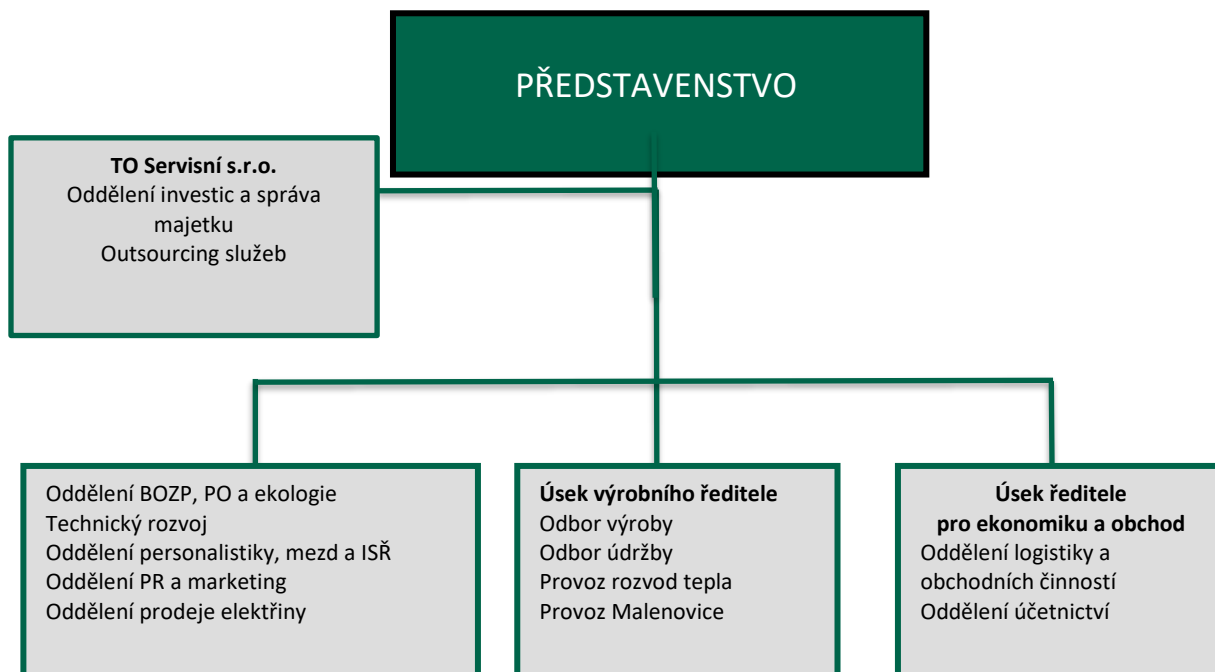 PŘEDSTAVENSTVO
TO Servisní s.r.o.
Oddělení investic a správa
majetku
Outsourcing služeb
Oddělení BOZP, PO a ekologie
Technický rozvoj
Oddělení personalistiky, mezd a ISŘ
Oddělení PR a marketing
Oddělení prodeje elektřiny
Úsek výrobního ředitele
Odbor výroby
Odbor údržby
Provoz rozvod tepla
Provoz Malenovice
Úsek ředitele
pro ekonomiku a obchod
Oddělení logistiky a
obchodních činností
Oddělení účetnictví